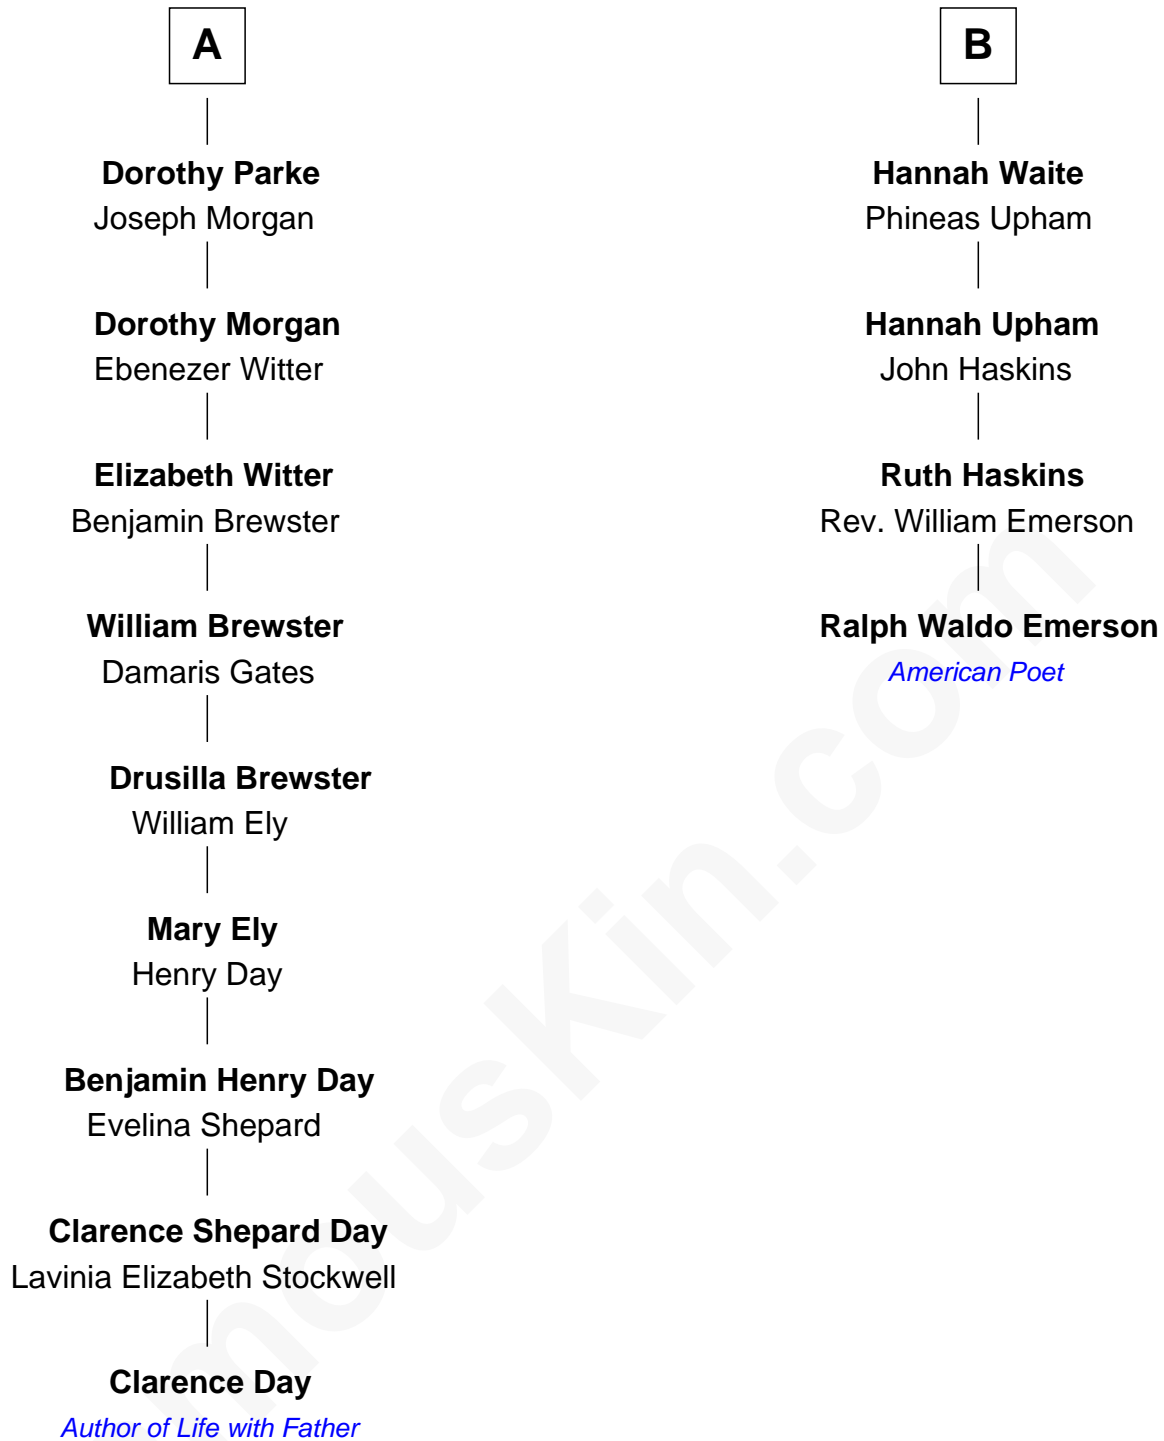 A
Dorothy Parke
Joseph Morgan
Dorothy Morgan
Ebenezer Witter
Elizabeth Witter
Benjamin Brewster
William Brewster
Damaris Gates
Drusilla Brewster
William Ely
Mary Ely
Henry Day
Benjamin Henry Day
Evelina Shepard
Clarence Shepard Day
Lavinia Elizabeth Stockwell
Clarence Day
Author of Life with Father
B
Hannah Waite
Phineas Upham
Hannah Upham
John Haskins
Ruth Haskins
Rev. William Emerson
Ralph Waldo Emerson
American Poet
mousKin.com